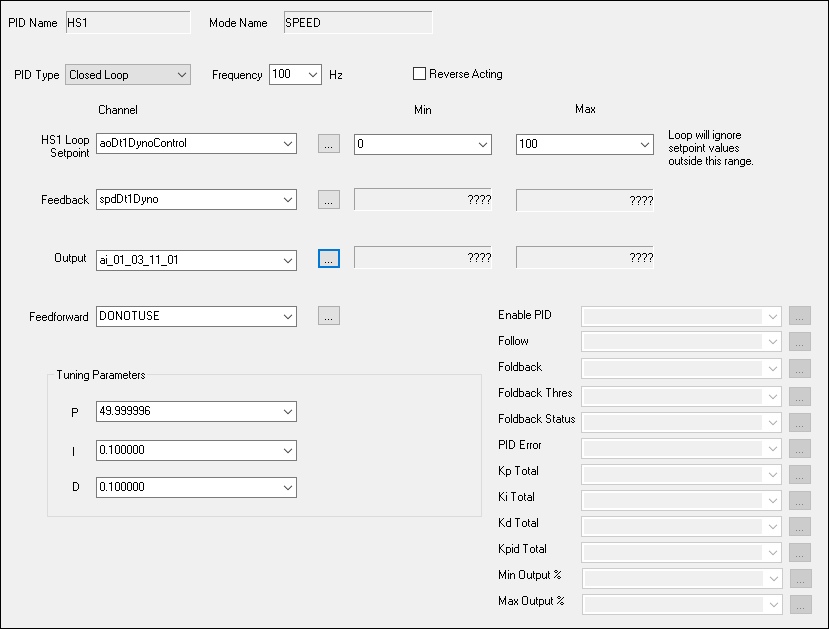 PID Name HS1 Mode Name SPEED
PID Type Closed Loop Frequency 100 Hz Reverse Acting
Channel Min Max
HS1 Loop Setpoint aoDt1DynoControl ... 0 100
Loop will ignore
setpoint values
outside this range.
Feedback spdDt1Dyno ... ???? ????
Output ai_01_03_11_01 ... ???? ????
Feedforward DONOTUSE ...
Tuning Parameters
P 49.999996
I 0.100000
D 0.100000
Enable PID ...
Follow ...
Foldback ...
Foldback Thres ...
Foldback Status ...
PID Error ...
Kp Total ...
Ki Total ...
Kd Total ...
Kpid Total ...
Min Output % ...
Max Output % ...